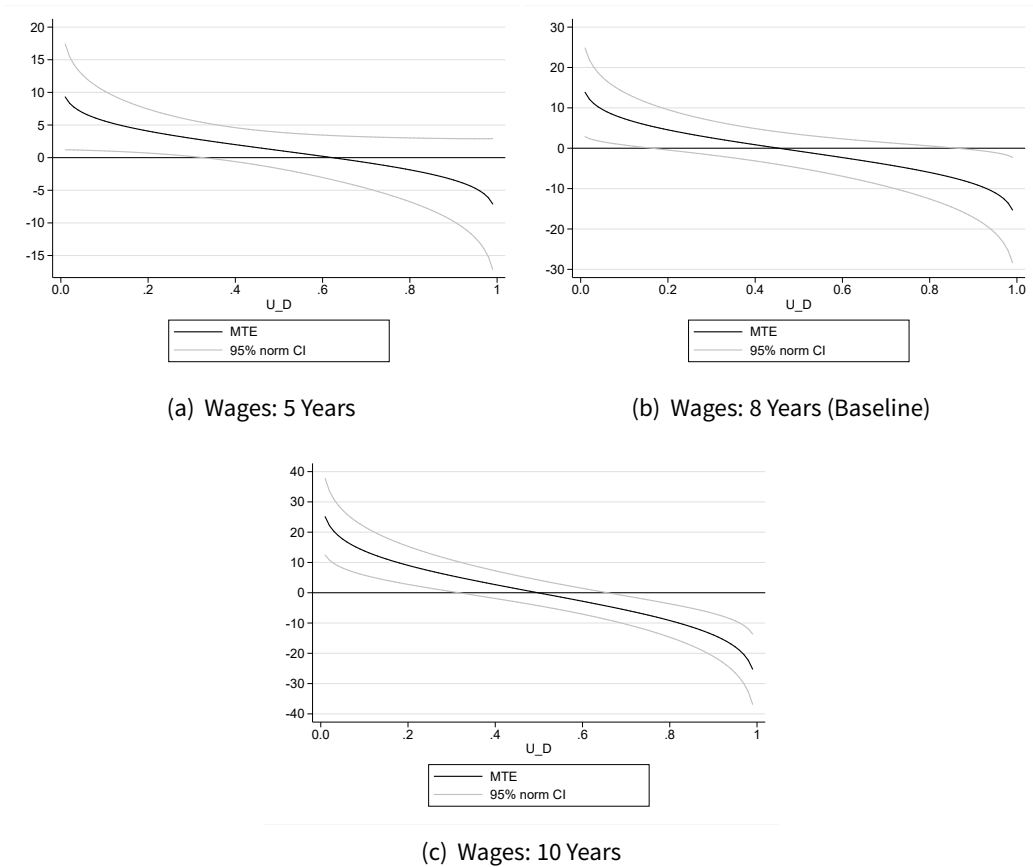 20
15
10
5
0
-5
-10
-15
0.0 .2 .4 .6 .8 1
U_D
MTE
95% norm CI
(a) Wages: 5 Years
30
20
10
0
-10
-20
-30
0.0 0.2 0.4 0.6 0.8 1.0
U_D
MTE
95% norm CI
(b) Wages: 8 Years (Baseline)
40
30
20
10
0
-10
-20
-30
-40
0.0 .2 .4 .6 .8 1
U_D
MTE
95% norm CI
(c) Wages: 10 Years